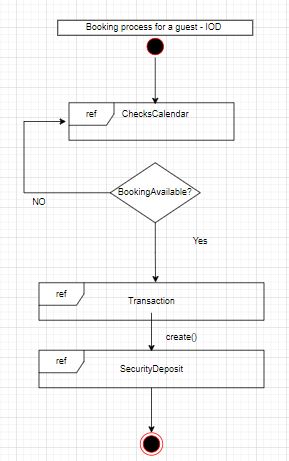 Booking process for a guest - IOD
ref
ChecksCalendar
BookingAvailable?
NO
Yes
ref
Transaction
create()
ref
SecurityDeposit